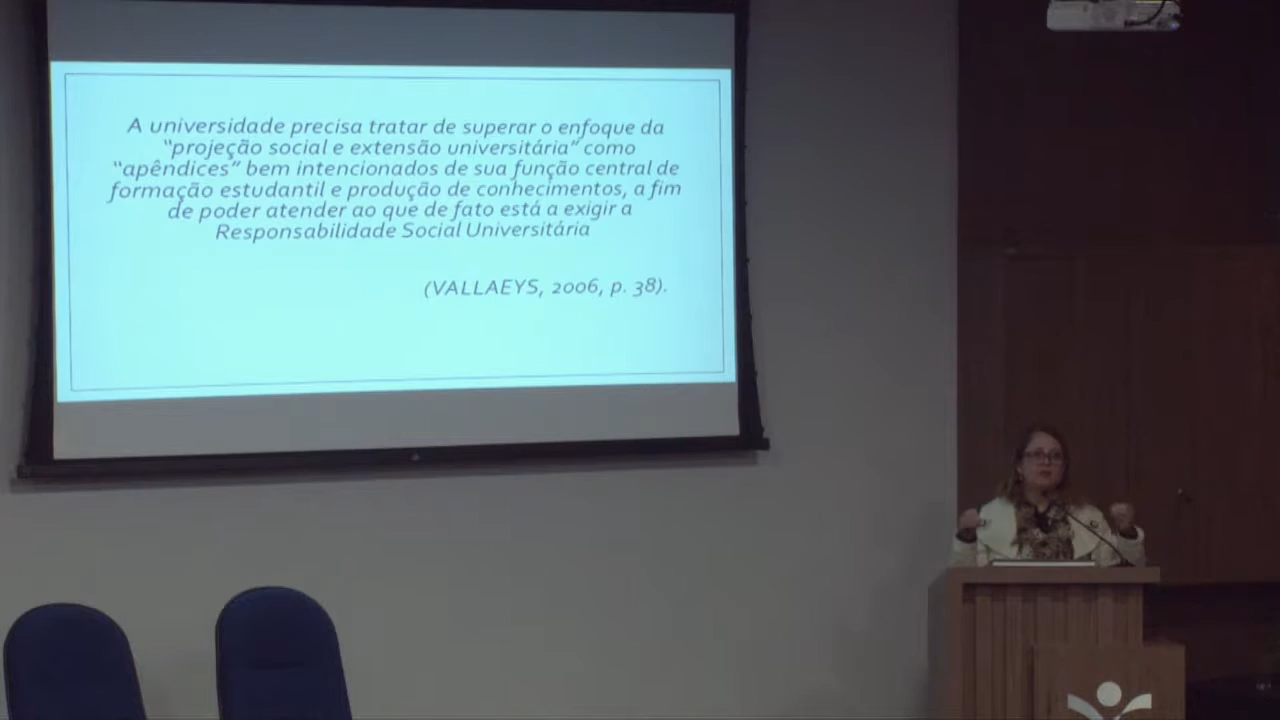 A universidade precisa tratar de superar o enfoque da
“projeção social e extensão universitária” como
“apêndices” bem intencionados de sua função central de
formação estudantil e produção de conhecimentos, a fim
de poder atender ao que de fato está a exigir a
Responsabilidade Social Universitária
(VALLAEYS, 2006, p. 38).